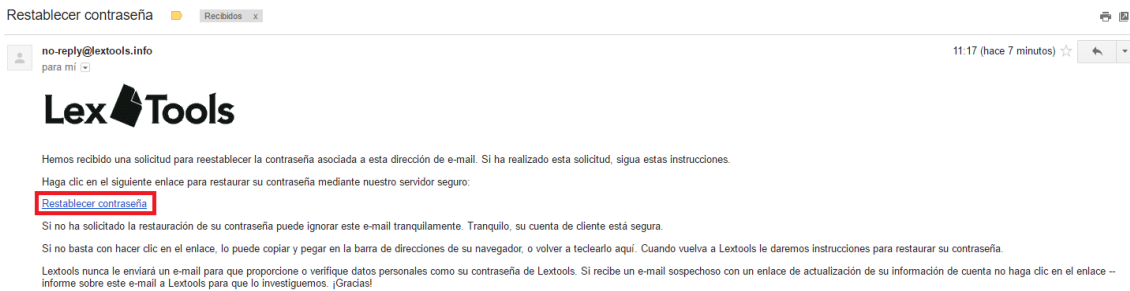 Restablecer contraseña Recibidos x
no-reply@lextools.info 11:17 (hace 7 minutos)
para mí
Lex Tools
Hemos recibido una solicitud para reestablecer la contraseña asociada a esta dirección de e-mail. Si ha realizado esta solicitud, sigua estas instrucciones.
Haga clic en el siguiente enlace para restaurar su contraseña mediante nuestro servidor seguro:
Restablecer contraseña
Si no ha solicitado la restauración de su contraseña puede ignorar este e-mail tranquilamente. Tranquilo, su cuenta de cliente está segura.
Si no basta con hacer clic en el enlace, lo puede copiar y pegar en la barra de direcciones de su navegador, o volver a teclearlo aquí. Cuando vuelva a Lextools le daremos instrucciones para restaurar su contraseña.
Lextools nunca le enviará un e-mail para que proporcione o verifique datos personales como su contraseña de Lextools. Si recibe un e-mail sospechoso con un enlace de actualización de su información de cuenta no haga clic en el enlace --
informe sobre este e-mail a Lextools para que lo investiguemos. ¡Gracias!